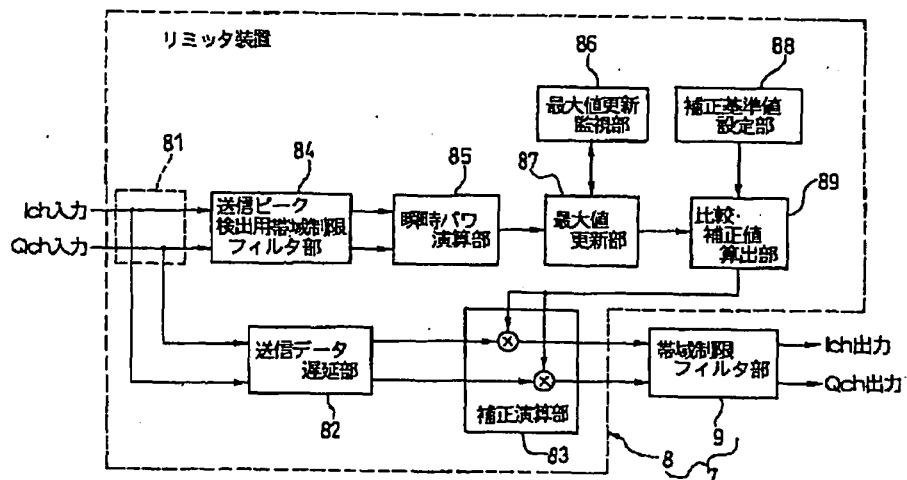 リミッタ装置
86
88
最大値更新
監視部
補正基準値
設定部
81
84
85
87
89
Ich入力
Qch入力
送信ピーク
検出用帯域制限
フィルタ部
瞬時パワ
演算部
最大値
更新部
比較・
補正値
算出部
送信データ
遅延部
82
補正演算部
83
帯域制限
フィルタ部
9
Ich出力
Qch出力
8
7